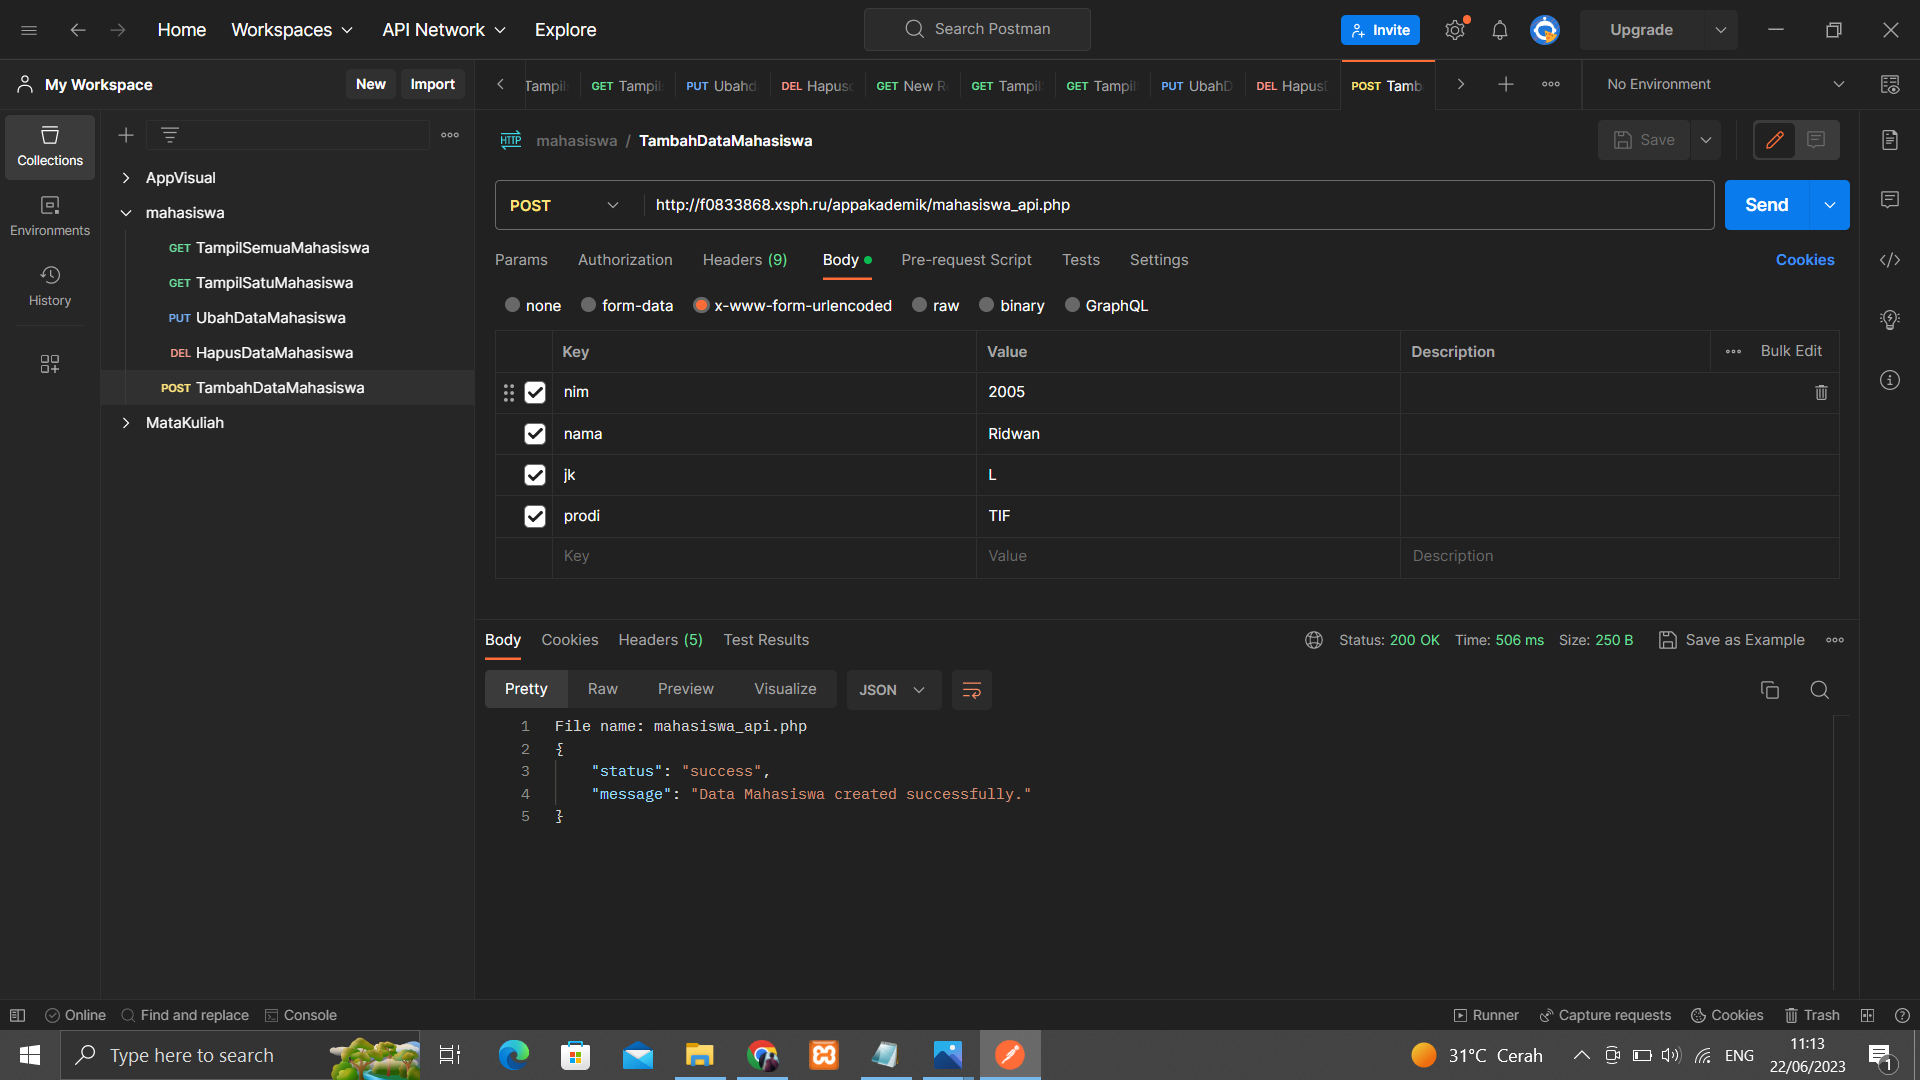 Home Workspaces API Network Explore Search Postman Invite Upgrade
My Workspace New Import
GET Tampil PUT Ubahd DEL Hapus GET New R GET Tampil GET Tampil PUT UbahD DEL Hapus POST Tamb
No Environment
Collections
Environments
History
AppVisual
mahasiswa
GET TampilSemuaMahasiswa
GET TampilSatuMahasiswa
PUT UbahDataMahasiswa
DEL HapusDataMahasiswa
POST TambahDataMahasiswa
MataKuliah
HTTP mahasiswa / TambahDataMahasiswa Save
POST http://f0833868.xsph.ru/appakademik/mahasiswa_api.php Send
Params Authorization Headers (9) Body Pre-request Script Tests Settings Cookies
none form-data x-www-form-urlencoded raw binary GraphQL
Key Value Description Bulk Edit
nim 2005
nama Ridwan
jk L
prodi TIF
Key Value Description
Body Cookies Headers (5) Test Results Status: 200 OK Time: 506 ms Size: 250 B Save as Example
Pretty Raw Preview Visualize JSON
1 File name: mahasiswa_api.php
2 {
3 "status": "success",
4 "message": "Data Mahasiswa created successfully."
5 }
Online Find and replace Console Runner Capture requests Cookies Trash
Type here to search 31°C Cerah ENG 11:13
22/06/2023 1